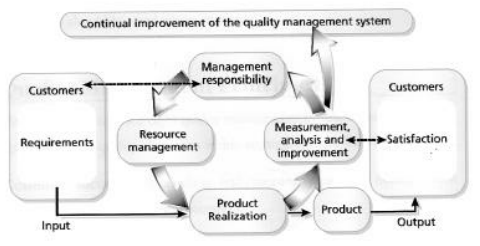 Continual improvement of the quality management system
Management
responsibility
Customers
Customers
Requirements
Resource
management
Measurement,
analysis and
improvement
Satisfaction
Product
Realization
Product
Input
Output